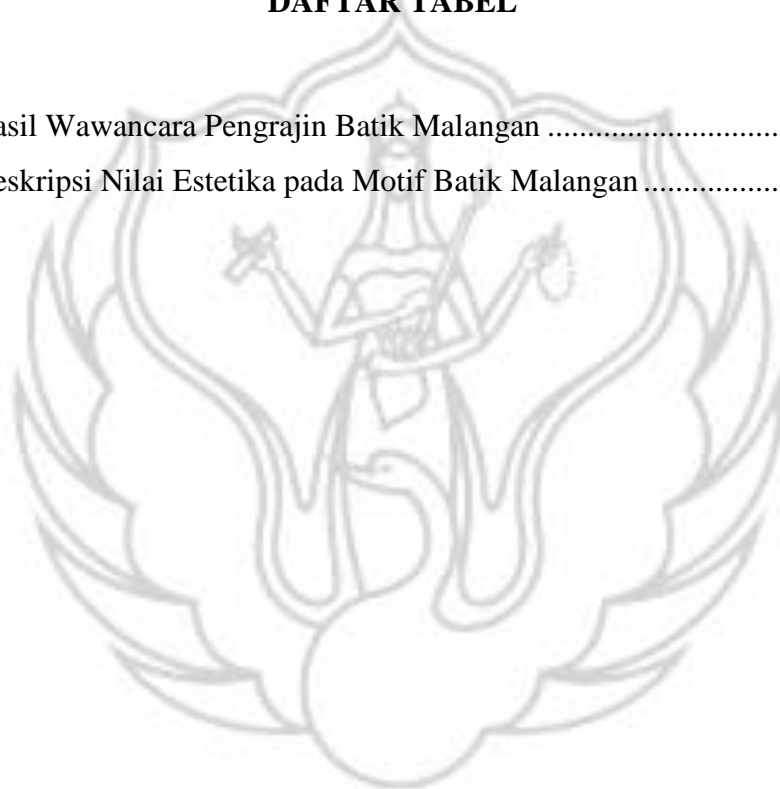 DAFTAR TABEL
asil Wawancara Pengrajin Batik Malangan ............................
eskripsi Nilai Estetika pada Motif Batik Malangan .................